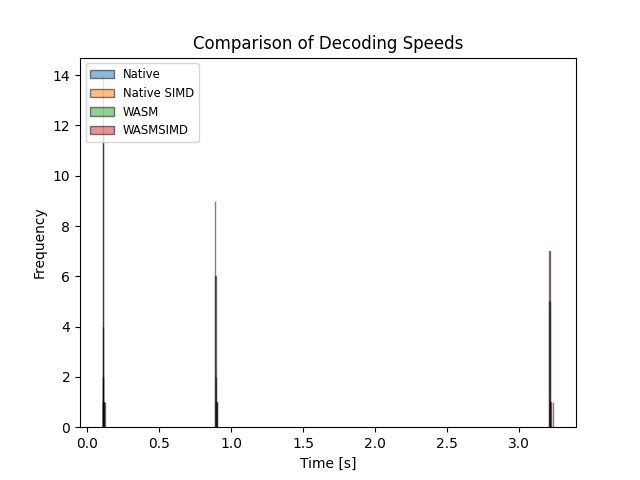 Comparison of Decoding Speeds
Native
Native SIMD
WASM
WASMSIMD
14
12
10
8
6
4
2
0
Frequency
0.0 0.5 1.0 1.5 2.0 2.5 3.0
Time [s]